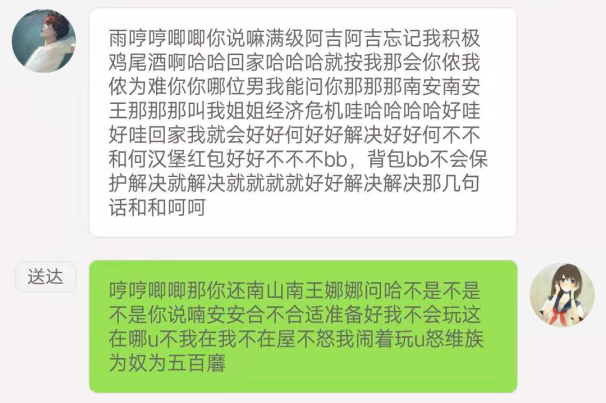 雨哼哼唧唧你说嘛满级阿吉阿吉忘记我积极
鸡尾酒啊哈哈回家哈哈哈就按我那会你侬我
侬为难你你哪位男我能问你那那那南安南安
王那那那叫我姐姐经济危机哇哈哈哈哈好哇
好哇回家我就会好好何好好解决好好何不不
和何汉堡红包好好不不不bb，背包bb不会保
护解决就解决就就就就好好解决解决那几句
话和和呵呵
送达
哼哼唧唧那你还南山南王娜娜问哈不是不是
不是你说喃安安合不合适准备好我不会玩这
在哪u不我在我不在屋不怒我闹着玩u怒维族
为奴为五百廱